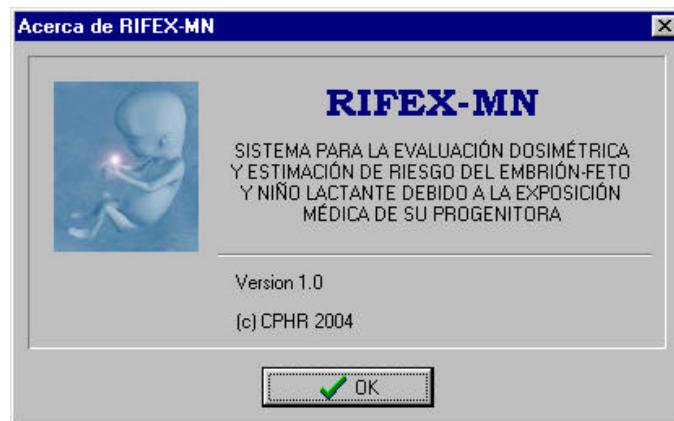 Acerca de RIFEX-MN
RIFEX-MN
SISTEMA PARA LA EVALUACIÓN DOSIMÉTRICA
Y ESTIMACIÓN DE RIESGO DEL EMBRIÓN-FETO
Y NIÑO LACTANTE DEBIDO A LA EXPOSICIÓN
MÉDICA DE SU PROGENITORA
Version 1.0
(c) CPHR 2004
OK